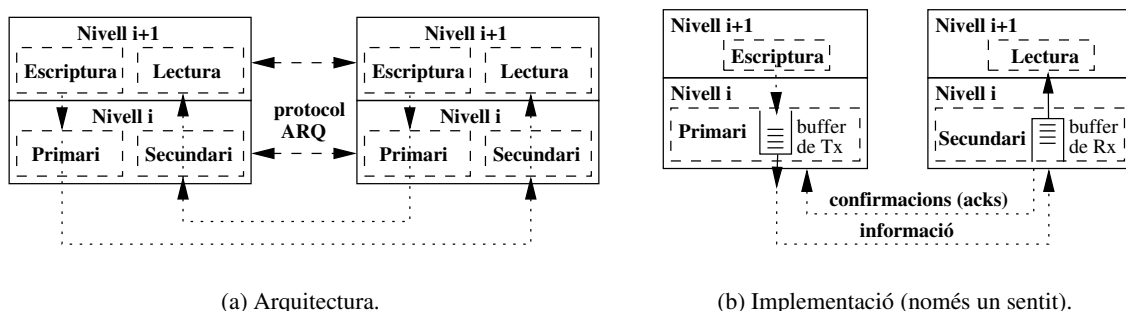 Nivell i+1
Escriptura
Lectura
Nivell i
Primari
Secundari
protocol
ARQ
Nivell i+1
Escriptura
Lectura
Nivell i
Primari
Secundari
(a) Arquitectura.
Nivell i+1
Escriptura
Nivell i
Primari
buffer
de Tx
Nivell i+1
Lectura
Nivell i
Secundari
buffer
de Rx
confirmacions (acks)
informació
(b) Implementació (només un sentit).